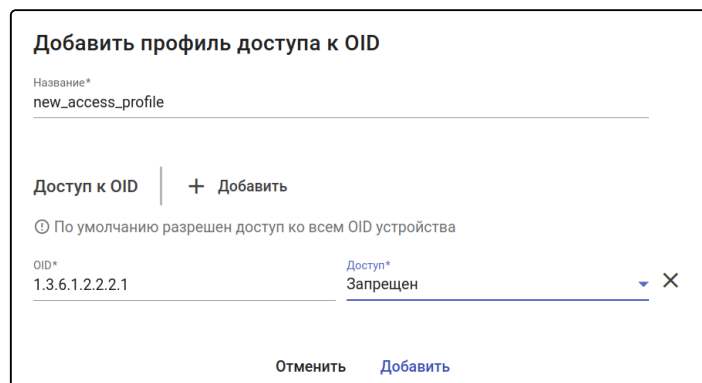 Добавить профиль доступа к OID
Название*
new_access_profile
Доступ к OID
Добавить
По умолчанию разрешен доступ ко всем OID устройства
OID* Доступ*
1.3.6.1.2.2.2.1 Запрещен
Отменить Добавить